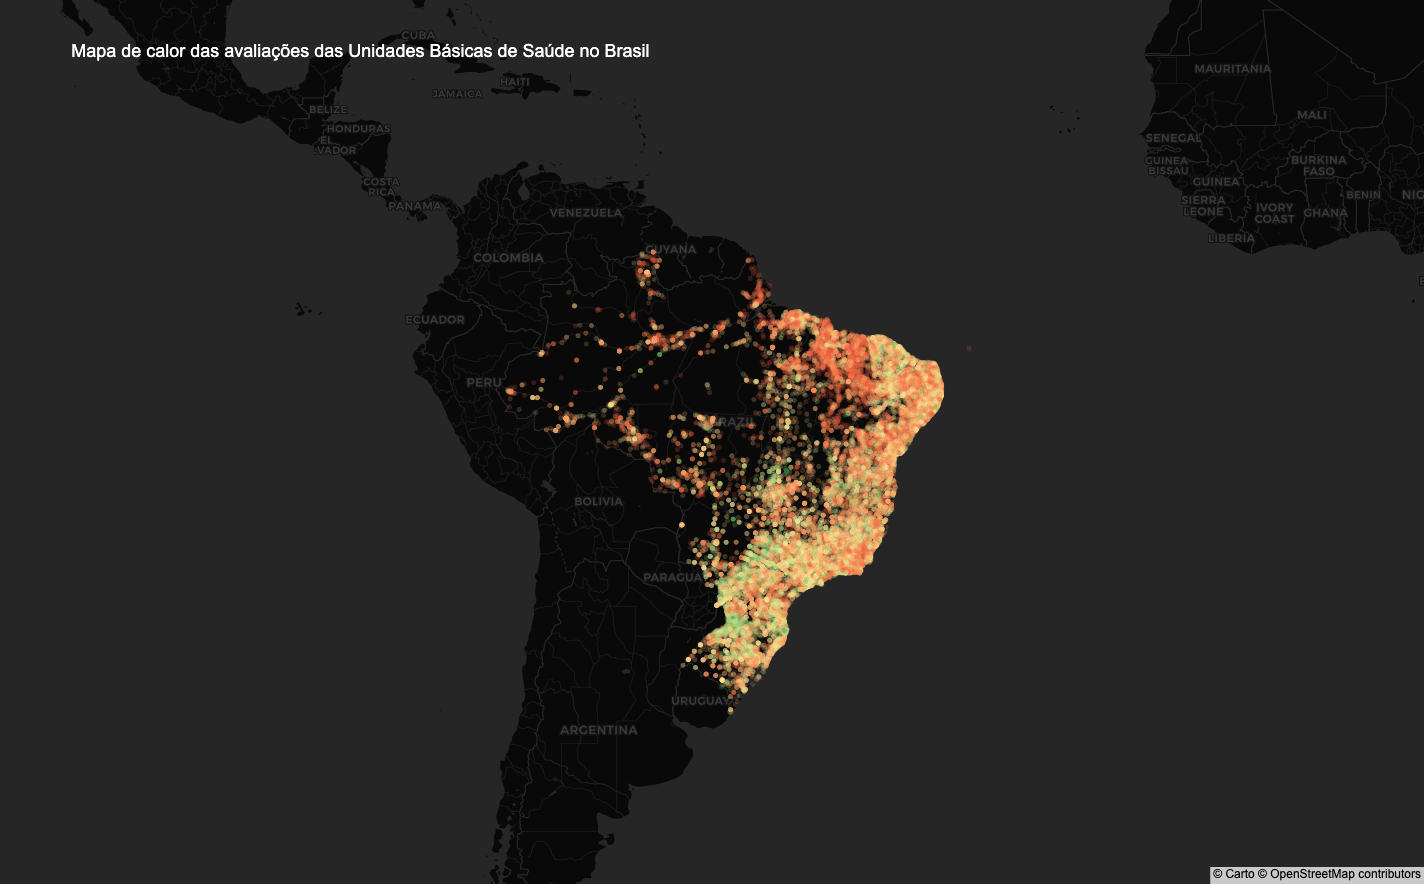 Mapa de calor das avaliações das Unidades Básicas de Saúde no Brasil
CUBA
HAITI
JAMAICA
BELIZE
HONDURAS
EL
.VADOR
COSTA
RICA
PANAMA
VENEZUELA
GUYANA
COLOMBIA
ECUADOR
PERU
BRAZIL
BOLIVIA
PARAGUA
URUGUAY
ARGENTINA
MAURITANIA
MALI
SENEGAL
GUINEA
BISSAU
BURKINA
FASO
GUINEA
BENIN
NIG
SIERRA
LEONE
IVORY
COAST
GHANA
LIBERIA
© Carto © OpenStreetMap contributors